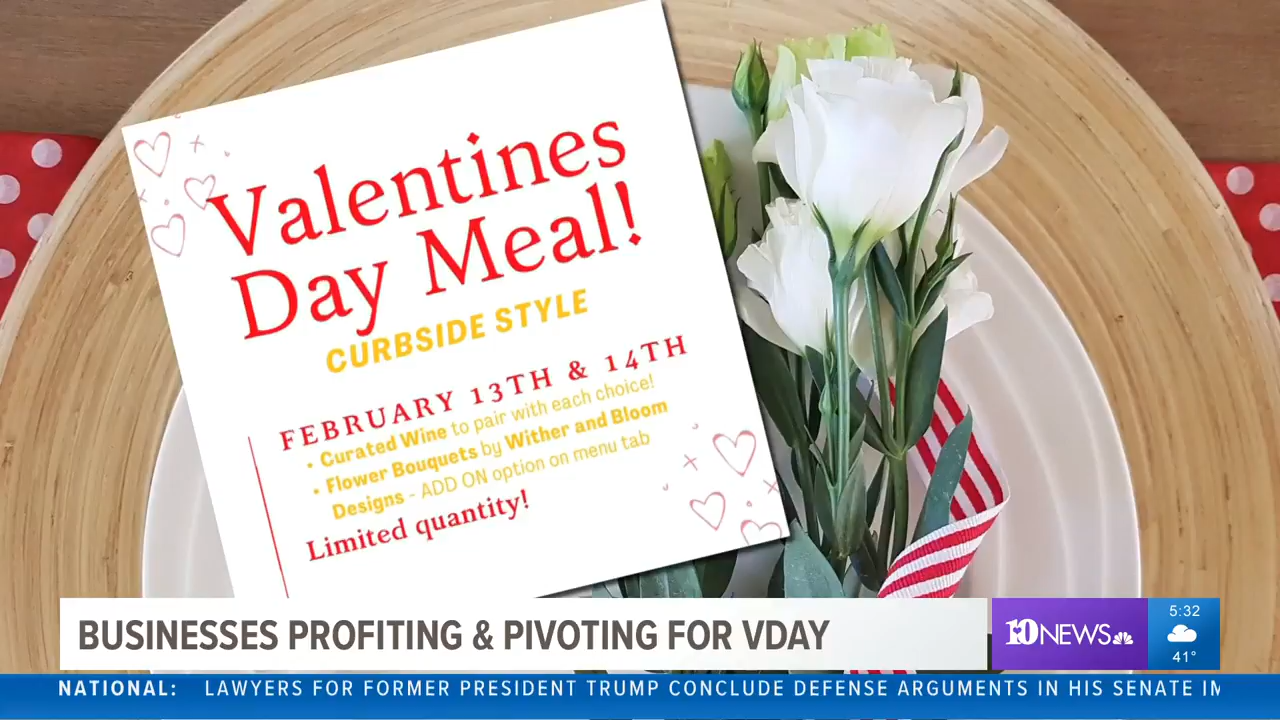 Valentines
Day Meal!
CURBSIDE STYLE
FEBRUARY 13TH & 14TH
• Curated Wine to pair with each choice!
• Flower Bouquets by Wither and Bloom
Designs - ADD ON option on menu tab
Limited quantity!
BUSINESSES PROFITING & PIVOTING FOR VDAY
10NEWS
5:32
41°
NATIONAL: LAWYERS FOR FORMER PRESIDENT TRUMP CONCLUDE DEFENSE ARGUMENTS IN HIS SENATE